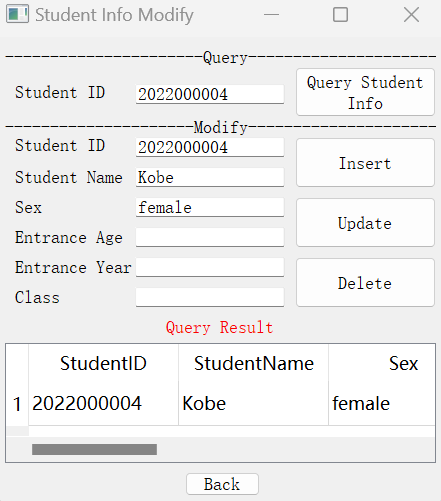 Student Info Modify
Query
Student ID 2022000004 Query Student Info
Modify
Student ID 2022000004
Insert
Student Name Kobe
Sex female
Update
Entrance Age
Entrance Year
Delete
Class
Query Result
StudentID StudentName Sex
1 2022000004 Kobe female
Back